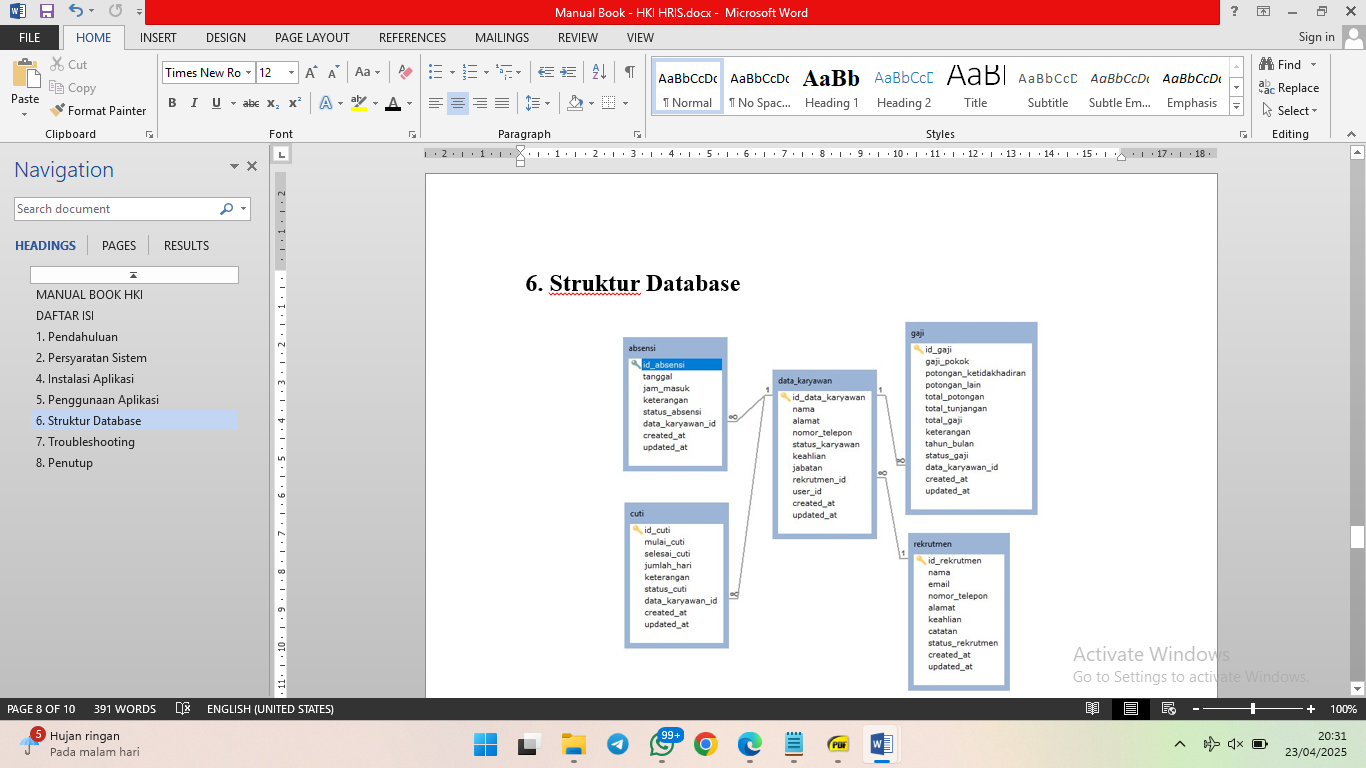 Manual Book - HKI HRIS.docx - Microsoft Word
FILE HOME INSERT DESIGN PAGE LAYOUT REFERENCES MAILINGS REVIEW VIEW Sign in
Paste
Cut
Copy
Format Painter
Clipboard
Times New Ro 12
Font
Paragraph
AaBbCcDc AaBbCcDc AaBb AaBbCcD AaB AaBbCcD AaBbCcDc AaBbCcDc
¶ Normal ¶ No Spac... Heading 1 Heading 2 Title Subtitle Subtle Em... Emphasis
Styles
Find
Replace
Select
Editing
Navigation
Search document
HEADINGS PAGES RESULTS
MANUAL BOOK HKI
DAFTAR ISI
1. Pendahuluan
2. Persyaratan Sistem
4. Instalasi Aplikasi
5. Penggunaan Aplikasi
6. Struktur Database
7. Troubleshooting
8. Penutup
6. Struktur Database
absensi
id_absensi
tanggal
jam_masuk
keterangan
status_absensi
data_karyawan_id
created_at
updated_at
cuti
id_cuti
mulai_cuti
selesai_cuti
jumlah_hari
keterangan
status_cuti
data_karyawan_id
created_at
updated_at
data_karyawan
id_data_karyawan
nama
alamat
nomor_telepon
status_karyawan
keahlian
jabatan
rekrutmen_id
user_id
created_at
updated_at
gaji
id_gaji
gaji_pokok
potongan_ketidakhadiran
potongan_lain
total_potongan
total_tunjangan
total_gaji
keterangan
tahun_bulan
status_gaji
data_karyawan_id
created_at
updated_at
rekrutmen
id_rekrutmen
nama
email
nomor_telepon
alamat
keahlian
catatan
status_rekrutmen
created_at
updated_at
Activate Windows
Go to Settings to activate Windows.
PAGE 8 OF 10 391 WORDS ENGLISH (UNITED STATES) 100%
5 Hujan ringan
Pada malam hari
99+
PDF
20:31
23/04/2025